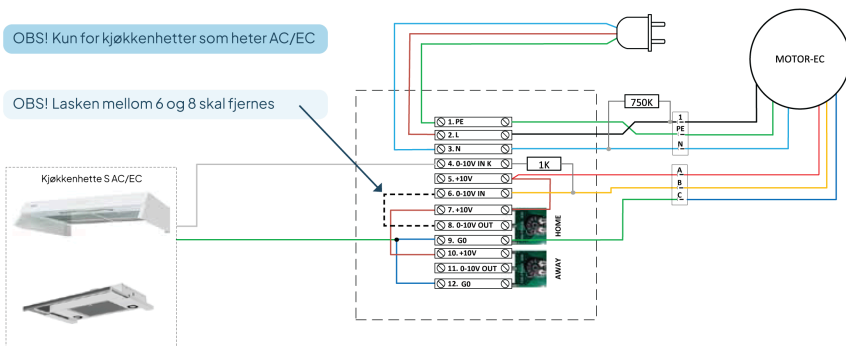 OBS! Kun for kjøkkenhetter som heter AC/EC
OBS! Lasken mellom 6 og 8 skal fjernes
Kjøkkenhette S AC/EC
1. PE
2. L
3. N
4. 0-10V IN K
5. +10V
6. 0-10V IN
7. +10V
8. 0-10V OUT
9. G0
10. +10V
11. 0-10V OUT
12. G0
HOME
AWAY
1K
750K
1
PE
N
A
B
C
MOTOR-EC